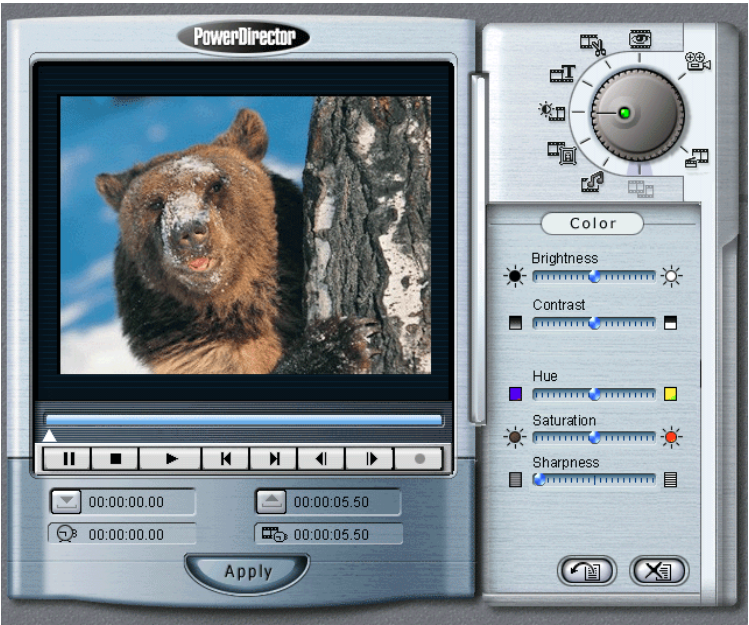 PowerDirector
T
Color
Brightness
Contrast
Hue
Saturation
Sharpness
00:00:00.00
00:00:05.50
00:00:00.00
00:00:05.50
Apply